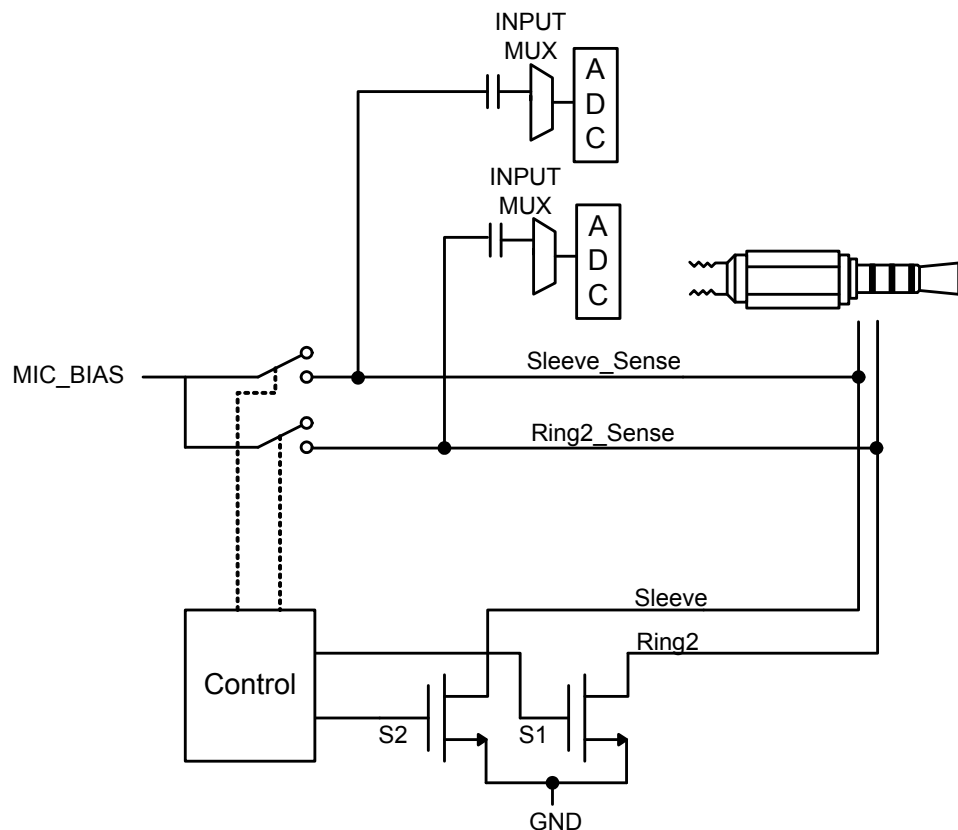 INPUT
MUX
A
D
C
INPUT
MUX
A
D
C
MIC_BIAS
Sleeve_Sense
Ring2_Sense
Sleeve
Ring2
Control
S2
S1
GND